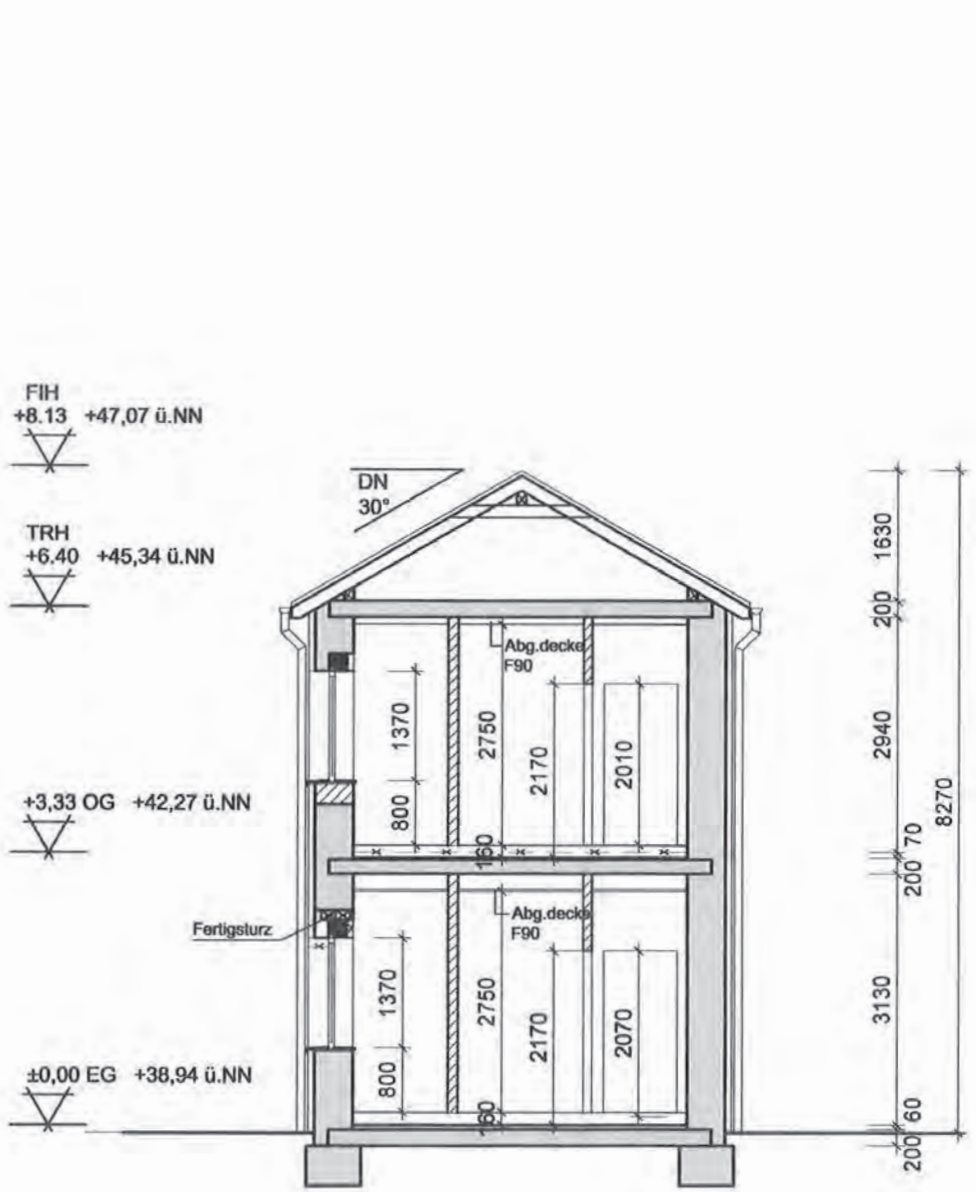 FIH
+8.13 +47,07 ü.NN
DN
30°
TRH
+6.40 +45,34 ü.NN
1630
200
Abg.decke
F90
1370
2750
2170
2010
2940
8270
+3,33 OG +42,27 ü.NN
800
160
70
200
Abg.decke
F90
Fertigsturz
1370
2750
2170
2070
3130
±0,00 EG +38,94 ü.NN
800
60
60
200